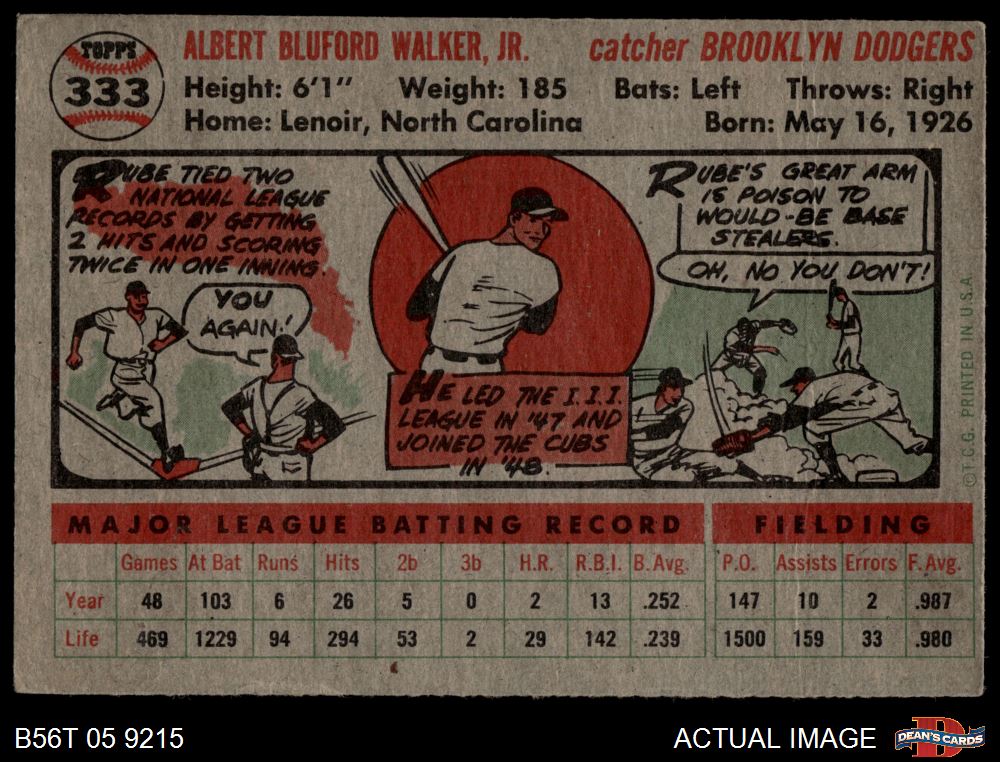 TOPPS
333
ALBERT BLUFORD WALKER, JR. catcher BROOKLYN DODGERS
Height: 6'1" Weight: 185 Bats: Left Throws: Right
Home: Lenoir, North Carolina Born: May 16, 1926
RUBE TIED TWO
NATIONAL LEAGUE
RECORDS BY GETTING
2 HITS AND SCORING
TWICE IN ONE INNING.
YOU
AGAIN!
HE LED THE I.I.I.
LEAGUE IN '47 AND
JOINED THE CUBS
IN '48.
RUBE'S GREAT ARM
IS POISON TO
WOULD-BE BASE
STEALERS.
OH, NO YOU DON'T!
© T.C.G. PRINTED IN U.S.A.
MAJOR LEAGUE BATTING RECORD FIELDING
Games At Bat Runs Hits 2b 3b H.R. R.B.I. B. Avg. P.O. Assists Errors F. Avg.
Year 48 103 6 26 5 0 2 13 .252 147 10 2 .987
Life 469 1229 94 294 53 2 29 142 .239 1500 159 33 .980
B56T 05 9215 ACTUAL IMAGE DEAN'S CARDS